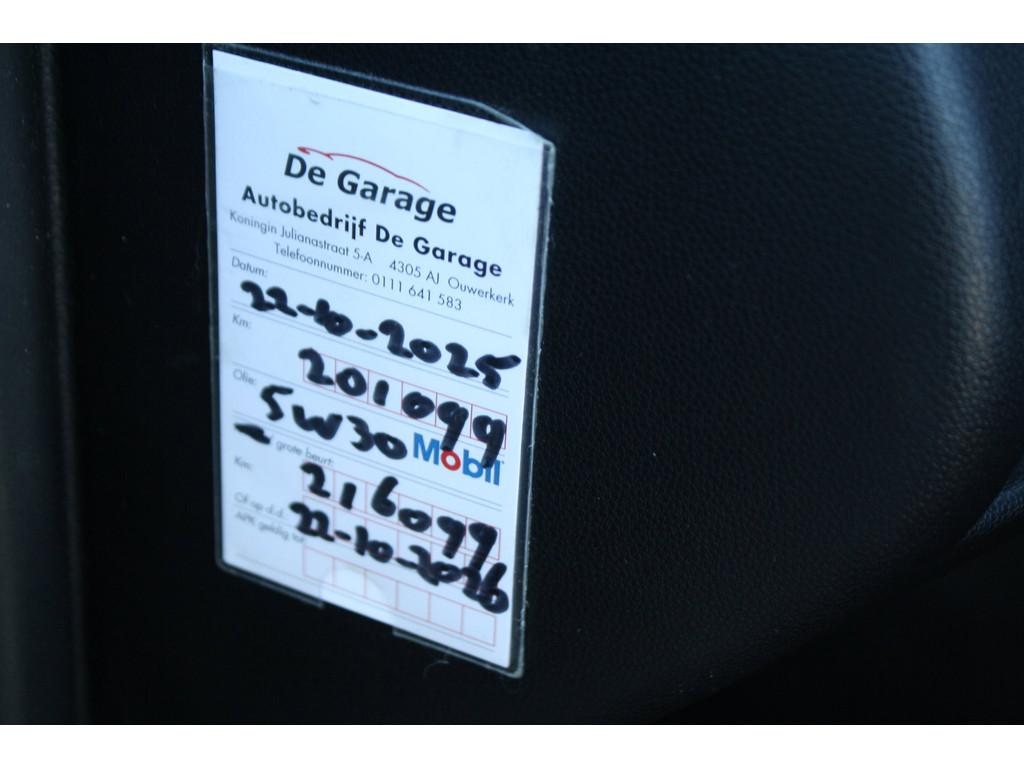 De Garage
Autobedrijf De Garage
Koningin Julianastraat 5-A 4305 AJ Ouwerkerk
Telefoonnummer: 0111 641 583
Datum:
22-10-2025
Km:
201099
Olie:
5W30 Mobil
grote beurt:
Km:
216099
Of op d.d.
22-10-2026
APK geldig tot